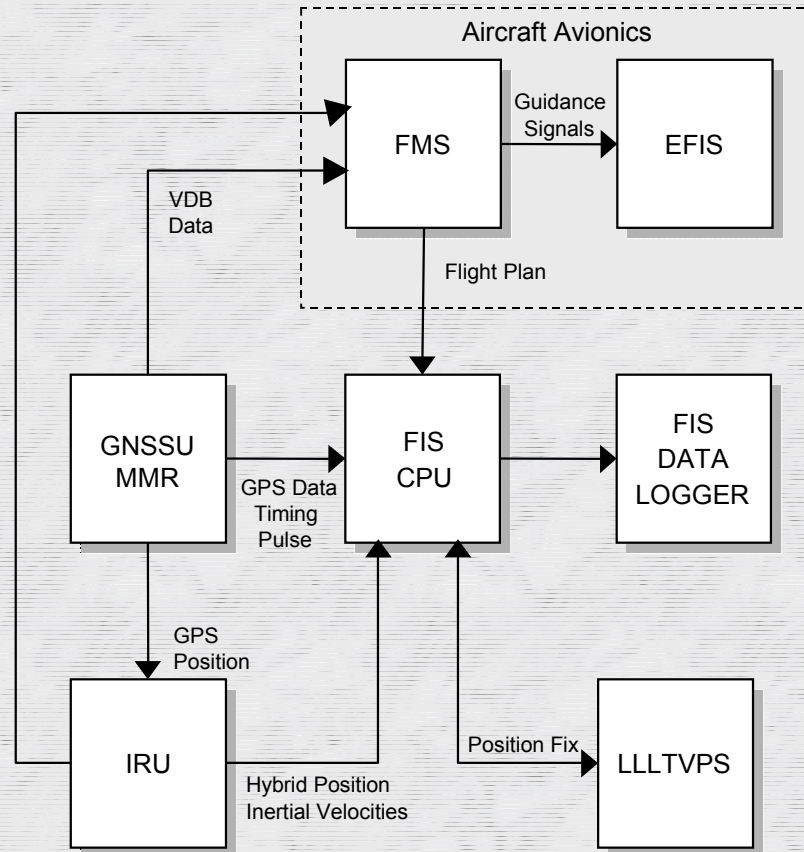 Aircraft Avionics
FMS
Guidance
Signals
EFIS
VDB
Data
Flight Plan
GNSSU
MMR
GPS Data
Timing
Pulse
FIS
CPU
FIS
DATA
LOGGER
GPS
Position
IRU
Hybrid Position
Inertial Velocities
Position Fix
LLLTVPS